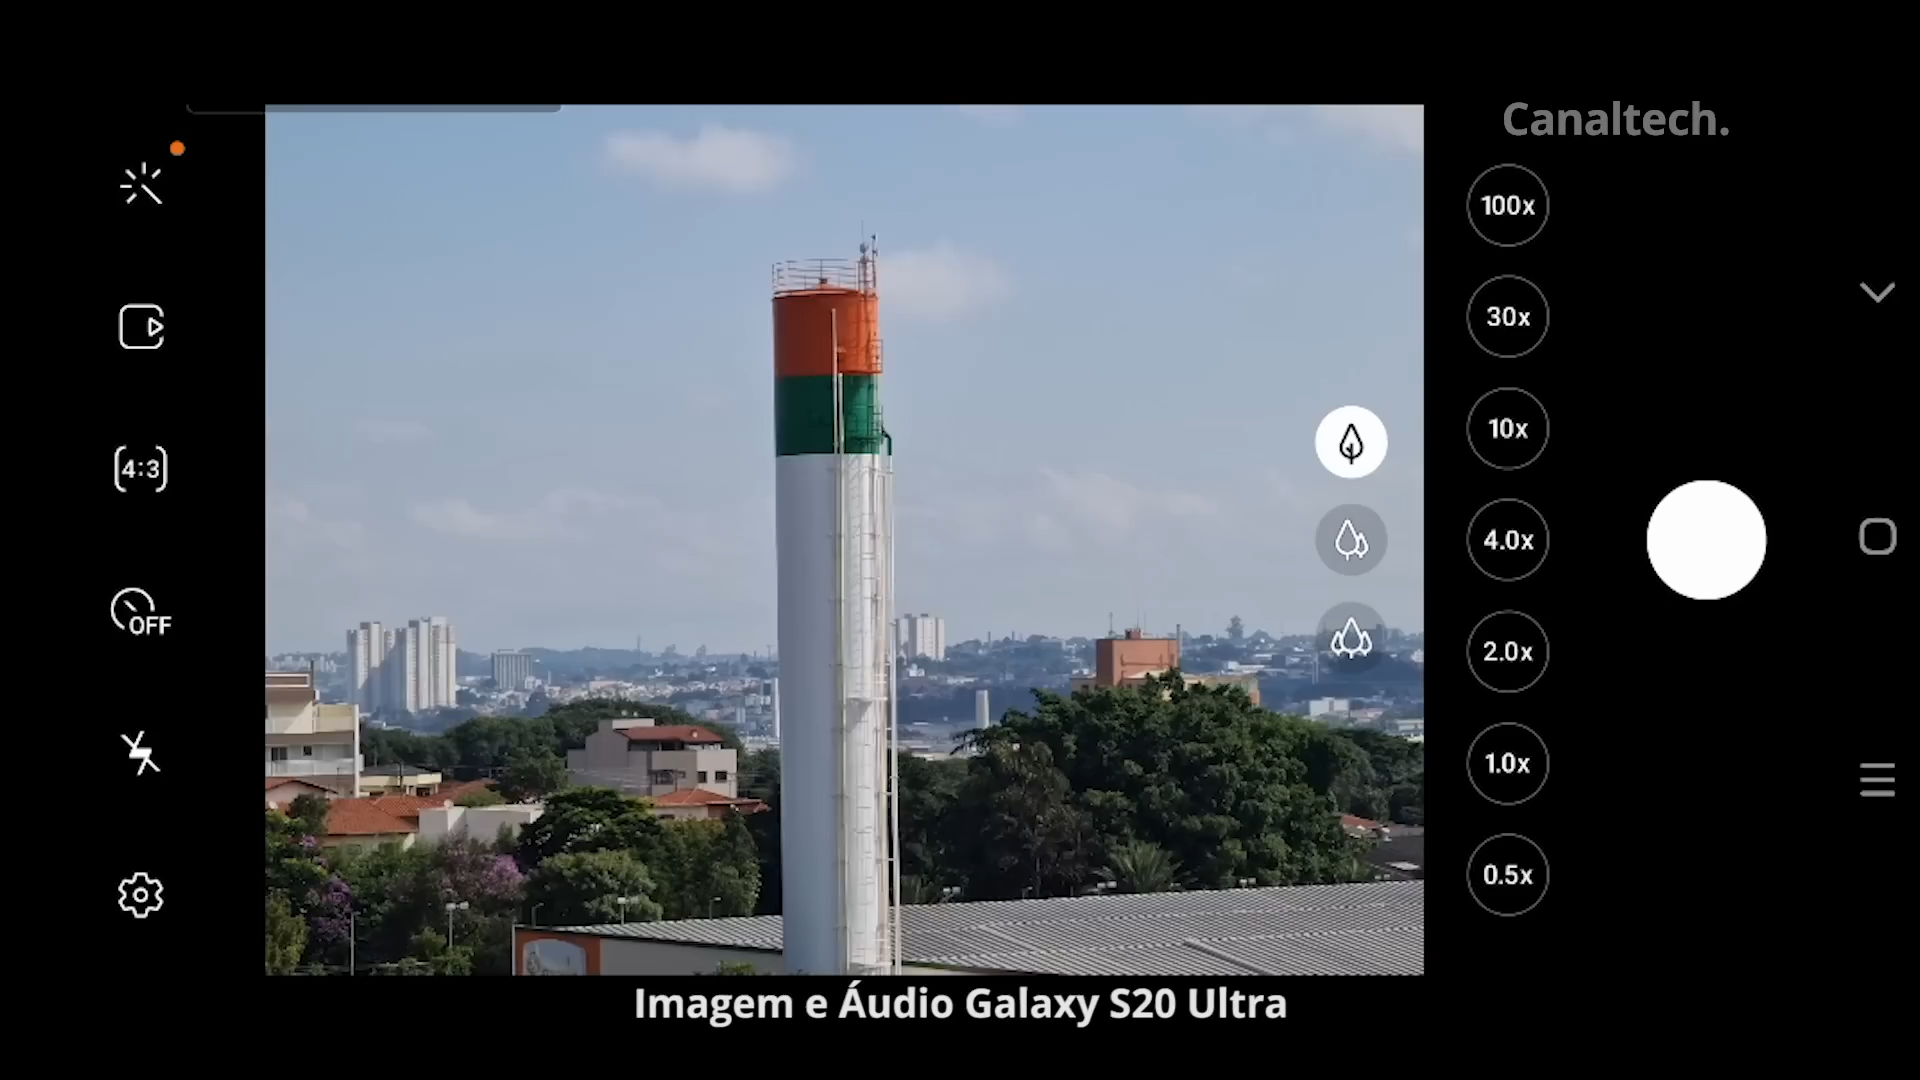 Canaltech.
100x
30x
4:3
10x
4.0x
OFF
2.0x
1.0x
0.5x
Imagem e Áudio Galaxy S20 Ultra